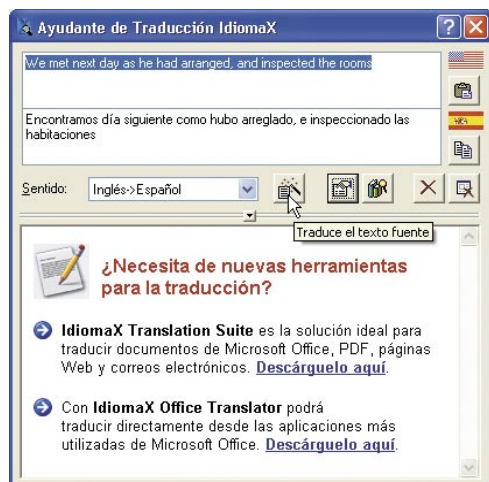 Ayudante de Traducción IdiomaX
We met next day as he had arranged, and inspected the rooms
Encontramos día siguiente como hubo arreglado, e inspeccionado las
habitaciones
Sentido: Inglés->Español
Traduce el texto fuente
¿Necesita de nuevas herramientas
para la traducción?
IdiomaX Translation Suite es la solución ideal para
traducir documentos de Microsoft Office, PDF, páginas
Web y correos electrónicos. Descárguelo aquí.
Con IdiomaX Office Translator podrá
traducir directamente desde las aplicaciones más
utilizadas de Microsoft Office. Descárguelo aquí.